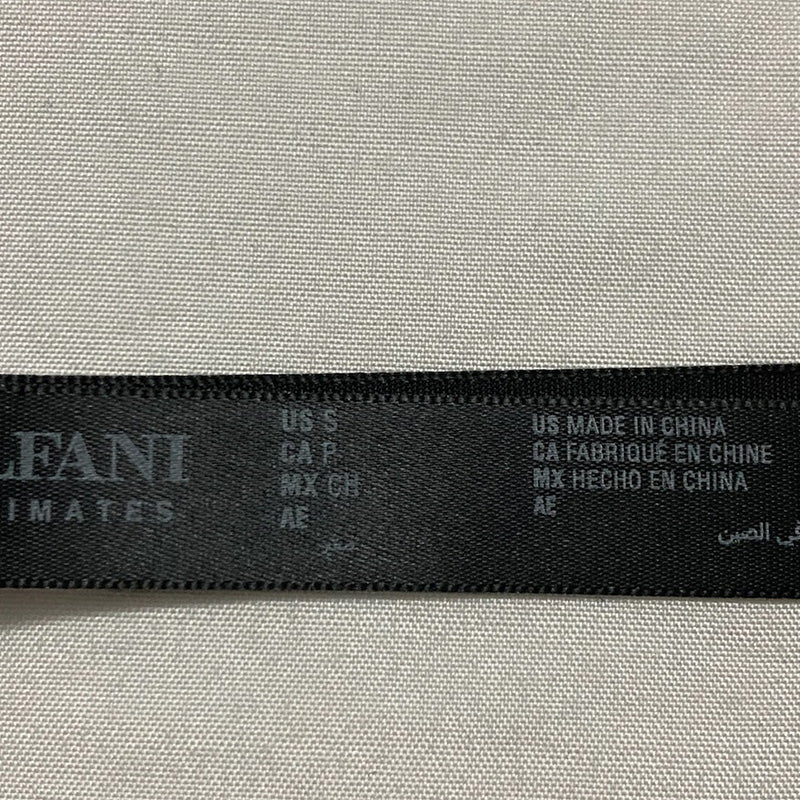 LFANI
IMATES
US S
CA P
MX CH
AE
صغر
US MADE IN CHINA
CA FABRIQUÉ EN CHINE
MX HECHO EN CHINA
AE
في الصين